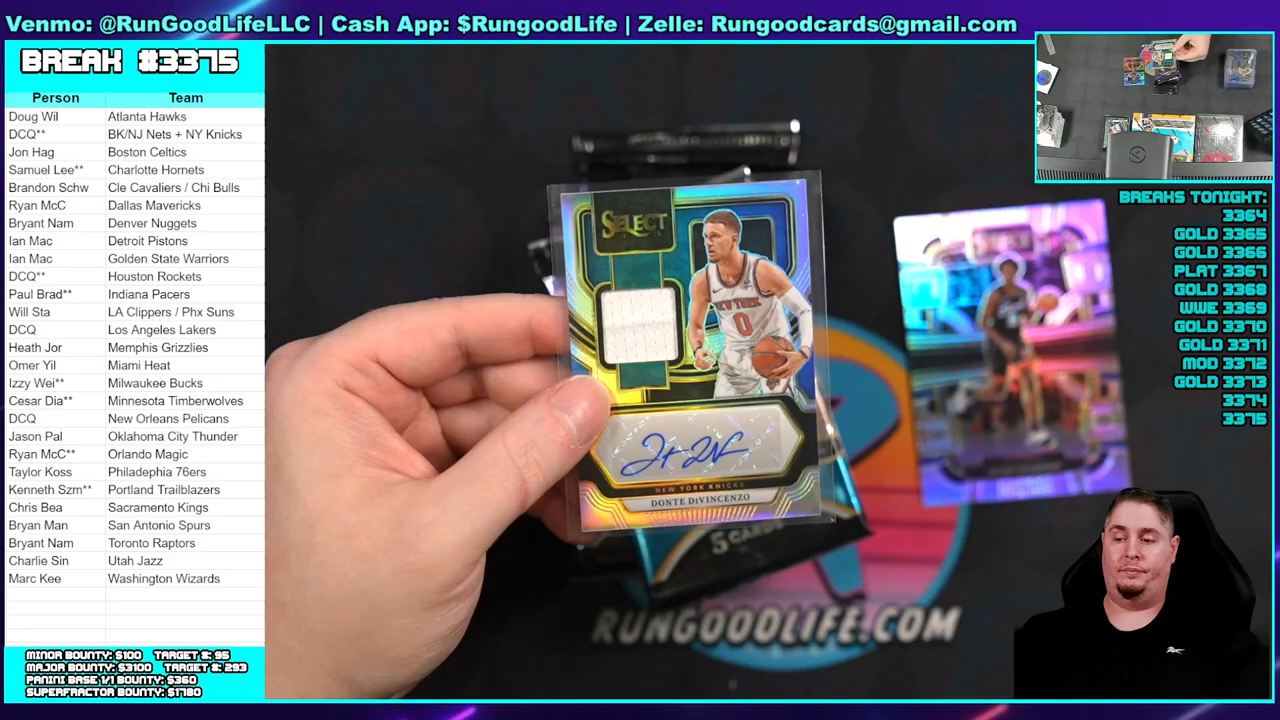 Venmo: @RunGoodLifeLLC | Cash App: $RungoodLife | Zelle: Rungoodcards@gmail.com
BREAK #3375
Person Team
Doug Wil Atlanta Hawks
DCQ** BK/NJ Nets + NY Knicks
Jon Hag Boston Celtics
Samuel Lee** Charlotte Hornets
Brandon Schw Cle Cavaliers / Chi Bulls
Ryan McC Dallas Mavericks
Bryant Nam Denver Nuggets
Ian Mac Detroit Pistons
Ian Mac Golden State Warriors
DCQ** Houston Rockets
Paul Brad** Indiana Pacers
Will Sta LA Clippers / Phx Suns
DCQ Los Angeles Lakers
Heath Jor Memphis Grizzlies
Omer Yil Miami Heat
Izzy Wei** Milwaukee Bucks
Cesar Dia** Minnesota Timberwolves
DCQ New Orleans Pelicans
Jason Pal Oklahoma City Thunder
Ryan McC** Orlando Magic
Taylor Koss Philadephia 76ers
Kenneth Szm** Portland Trailblazers
Chris Bea Sacramento Kings
Bryan Man San Antonio Spurs
Bryant Nam Toronto Raptors
Charlie Sin Utah Jazz
Marc Kee Washington Wizards
MINOR BOUNTY: $100 TARGET #: 95
MAJOR BOUNTY: $3100 TARGET #: 293
PANINI BASE 1/1 BOUNTY: $360
SUPERFRACTOR BOUNTY: $1780
SELECT
NEW YORK
0
NEW YORK KNICKS
DONTE DiVINCENZO
5 CARDS
RUNGOODLIFE.COM
BREAKS TONIGHT:
3364
GOLD 3365
GOLD 3366
PLAT 3367
GOLD 3368
WWE 3369
GOLD 3370
GOLD 3371
MOD 3372
GOLD 3373
3374
3375